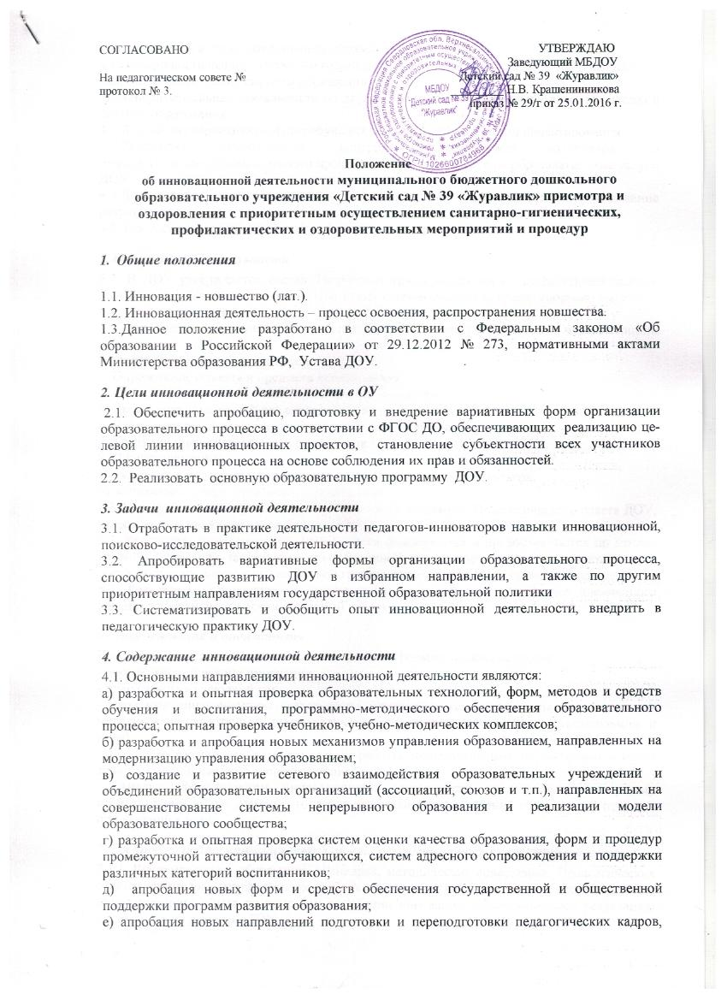 СОГЛАСОВАНО
На педагогическом совете №
протокол № 3.
УТВЕРЖДАЮ
Заведующий МБДОУ
Детский сад № 39 «Журавлик»
Н.В. Крашенинникова
приказ № 29/г от 25.01.2016 г.
МБДОУ
"Детский сад № 39
"Журавлик"
ОГРН 1026600784968
Положение
об инновационной деятельности муниципального бюджетного дошкольного
образовательного учреждения «Детский сад № 39 «Журавлик» присмотра и
оздоровления с приоритетным осуществлением санитарно-гигиенических,
профилактических и оздоровительных мероприятий и процедур
1. Общие положения
1.1. Инновация - новшество (лат.).
1.2. Инновационная деятельность – процесс освоения, распространения новшества.
1.3.Данное положение разработано в соответствии с Федеральным законом «Об
образовании в Российской Федерации» от 29.12.2012 № 273, нормативными актами
Министерства образования РФ, Устава ДОУ.
2. Цели инновационной деятельности в ОУ
2.1. Обеспечить апробацию, подготовку и внедрение вариативных форм организации
образовательного процесса в соответствии с ФГОС ДО, обеспечивающих реализацию це-
левой линии инновационных проектов, становление субъектности всех участников
образовательного процесса на основе соблюдения их прав и обязанностей.
2.2. Реализовать основную образовательную программу ДОУ.
3. Задачи инновационной деятельности
3.1. Отработать в практике деятельности педагогов-инноваторов навыки инновационной,
поисково-исследовательской деятельности.
3.2. Апробировать вариативные формы организации образовательного процесса,
способствующие развитию ДОУ в избранном направлении, а также по другим
приоритетным направлениям государственной образовательной политики
3.3. Систематизировать и обобщить опыт инновационной деятельности, внедрить в
педагогическую практику ДОУ.
4. Содержание инновационной деятельности
4.1. Основными направлениями инновационной деятельности являются:
а) разработка и опытная проверка образовательных технологий, форм, методов и средств
обучения и воспитания, программно-методического обеспечения образовательного
процесса; опытная проверка учебников, учебно-методических комплексов;
б) разработка и апробация новых механизмов управления образованием, направленных на
модернизацию управления образованием;
в) создание и развитие сетевого взаимодействия образовательных учреждений и
объединений образовательных организаций (ассоциаций, союзов и т.п.), направленных на
совершенствование системы непрерывного образования и реализации модели
образовательного сообщества;
г) разработка и опытная проверка систем оценки качества образования, форм и процедур
промежуточной аттестации обучающихся, систем адресного сопровождения и поддержки
различных категорий воспитанников;
д) апробация новых форм и средств обеспечения государственной и общественной
поддержки программ развития образования;
е) апробация новых направлений подготовки и переподготовки педагогических кадров,